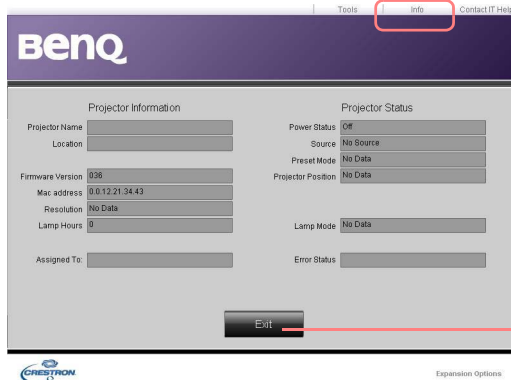 Tools Info Contact IT Help
BenQ
Projector Information Projector Status
Projector Name Power Status Off
Location Source No Source
Preset Mode No Data
Firmware Version 036 Projector Position No Data
Mac address 0.0.12.21.34.43
Resolution No Data
Lamp Hours 0 Lamp Mode No Data
Assigned To: Error Status
Exit
CRESTRON Expansion Options